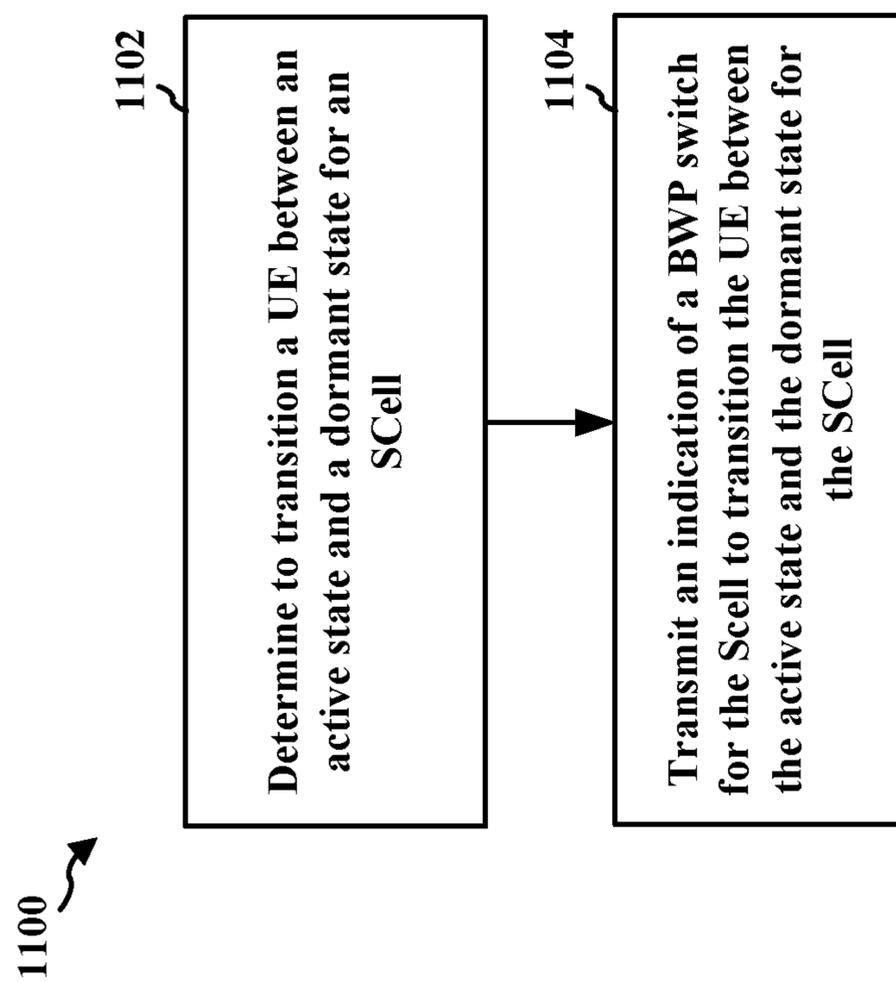 1100
1102
Determine to transition a UE between an
active state and a dormant state for an
SCell
1104
Transmit an indication of a BWP switch
for the Scell to transition the UE between
the active state and the dormant state for
the SCell